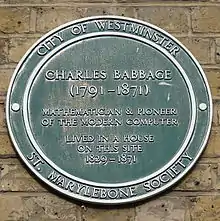 CITY OF WESTMINSTER
CHARLES BABBAGE
(1791-1871)
MATHEMATICIAN & PIONEER
OF THE MODERN COMPUTER
LIVED IN A HOUSE
ON THIS SITE
1829-1871
ST. MARYLEBONE SOCIETY